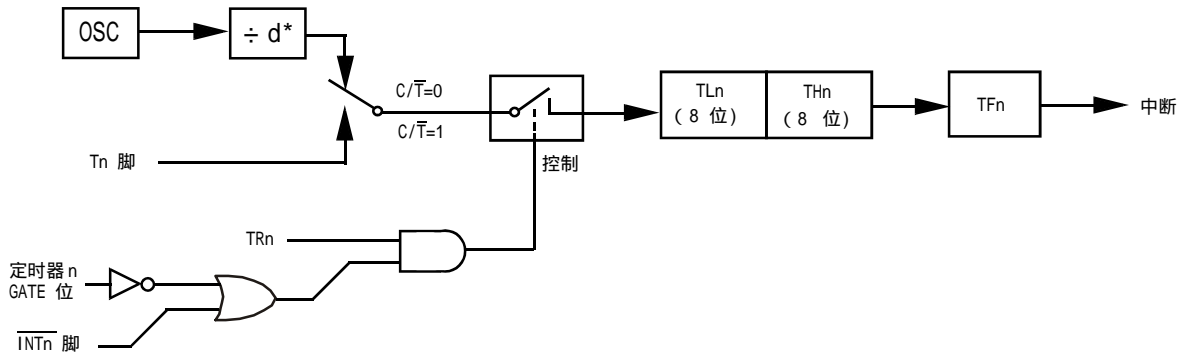 OSC
÷ d*
C/T̅=0
C/T̅=1
Tn 脚
控制
TLn
(8 位)
THn
(8 位)
TFn
中断
TRn
定时器 n
GATE 位
I̅N̅T̅n̅ 脚